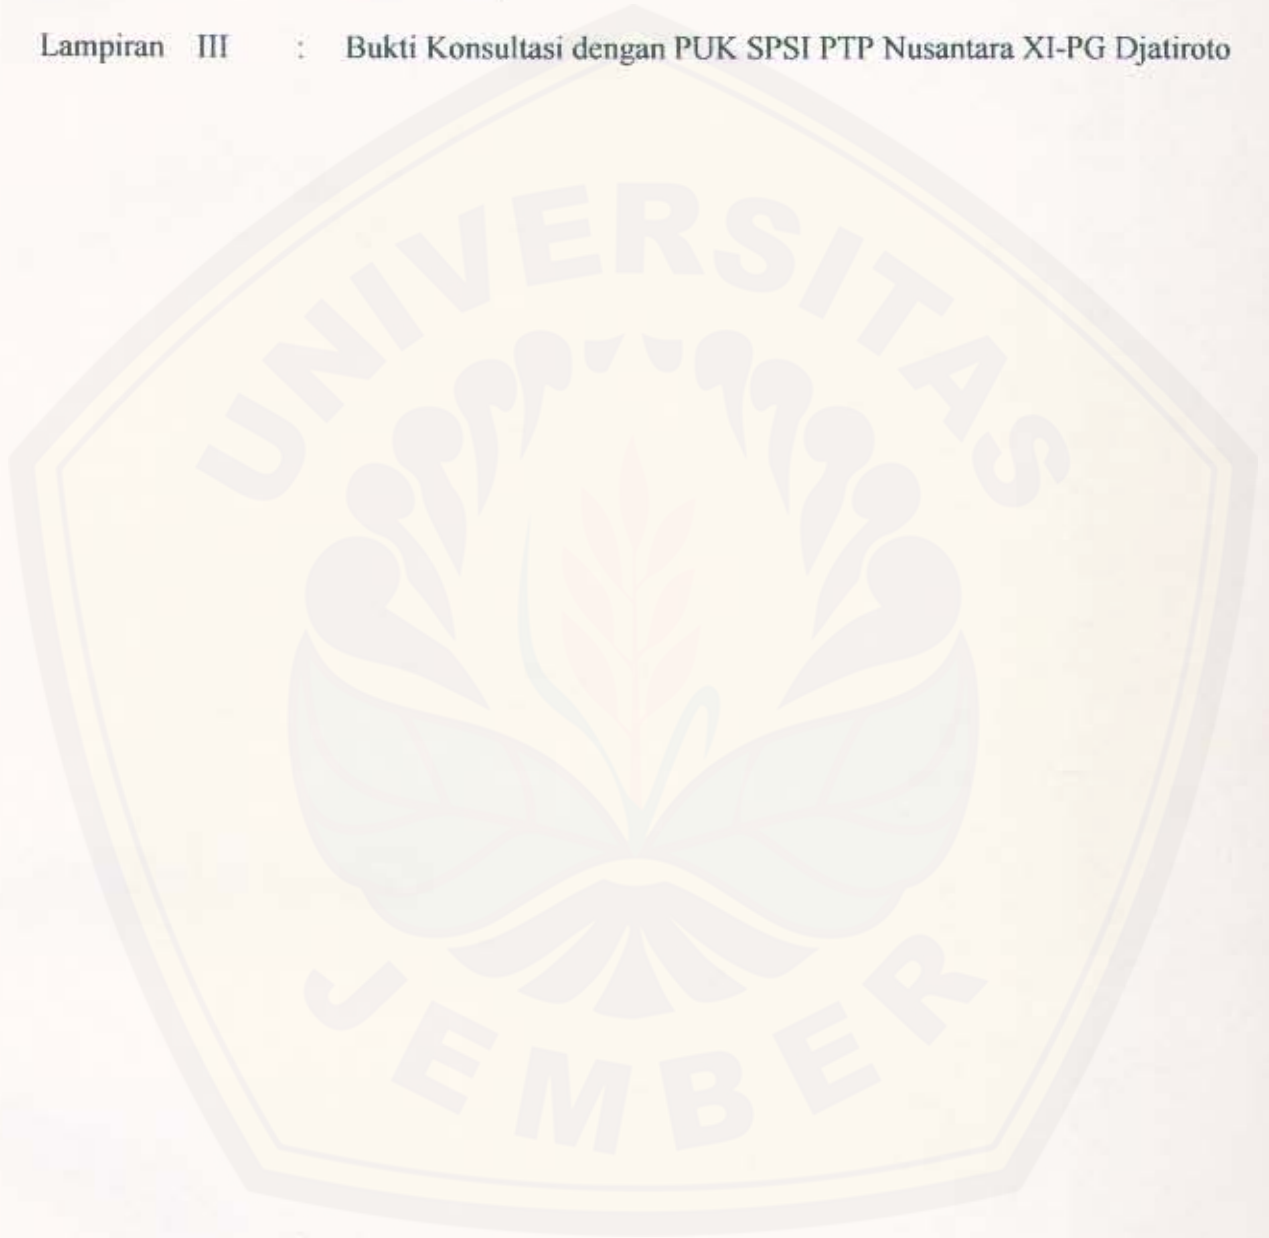 Lampiran III : Bukti Konsultasi dengan PUK SPSI PTP Nusantara XI-PG Djatiroto
UNIVERSITAS
JEMBER